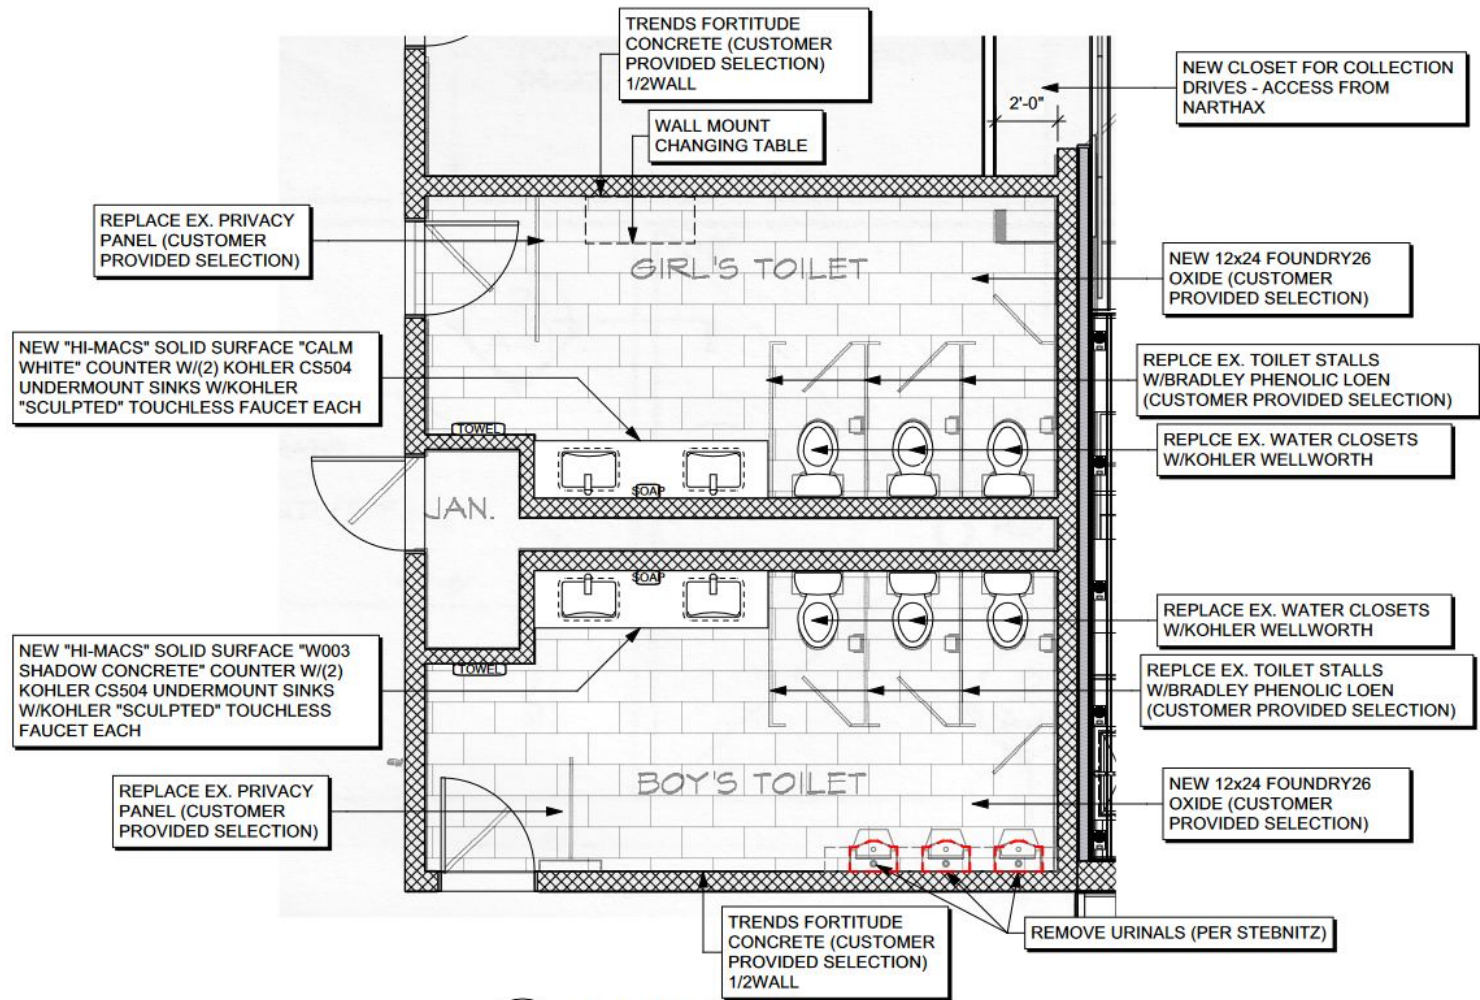 TRENDS FORTITUDE
CONCRETE (CUSTOMER
PROVIDED SELECTION)
1/2WALL
NEW CLOSET FOR COLLECTION
DRIVES - ACCESS FROM
NARTHAX
2'-0"
WALL MOUNT
CHANGING TABLE
REPLACE EX. PRIVACY
PANEL (CUSTOMER
PROVIDED SELECTION)
GIRL'S TOILET
NEW 12x24 FOUNDRY26
OXIDE (CUSTOMER
PROVIDED SELECTION)
NEW "HI-MACS" SOLID SURFACE "CALM
WHITE" COUNTER W/(2) KOHLER CS504
UNDERMOUNT SINKS W/KOHLER
"SCULPTED" TOUCHLESS FAUCET EACH
REPLCE EX. TOILET STALLS
W/BRADLEY PHENOLIC LOEN
(CUSTOMER PROVIDED SELECTION)
TOWEL
REPLCE EX. WATER CLOSETS
W/KOHLER WELLWORTH
SOAP
JAN.
SOAP
REPLACE EX. WATER CLOSETS
W/KOHLER WELLWORTH
NEW "HI-MACS" SOLID SURFACE "W003
SHADOW CONCRETE" COUNTER W/(2)
KOHLER CS504 UNDERMOUNT SINKS
W/KOHLER "SCULPTED" TOUCHLESS
FAUCET EACH
TOWEL
REPLCE EX. TOILET STALLS
W/BRADLEY PHENOLIC LOEN
(CUSTOMER PROVIDED SELECTION)
BOY'S TOILET
REPLACE EX. PRIVACY
PANEL (CUSTOMER
PROVIDED SELECTION)
NEW 12x24 FOUNDRY26
OXIDE (CUSTOMER
PROVIDED SELECTION)
TRENDS FORTITUDE
CONCRETE (CUSTOMER
PROVIDED SELECTION)
1/2WALL
REMOVE URINALS (PER STEBNITZ)